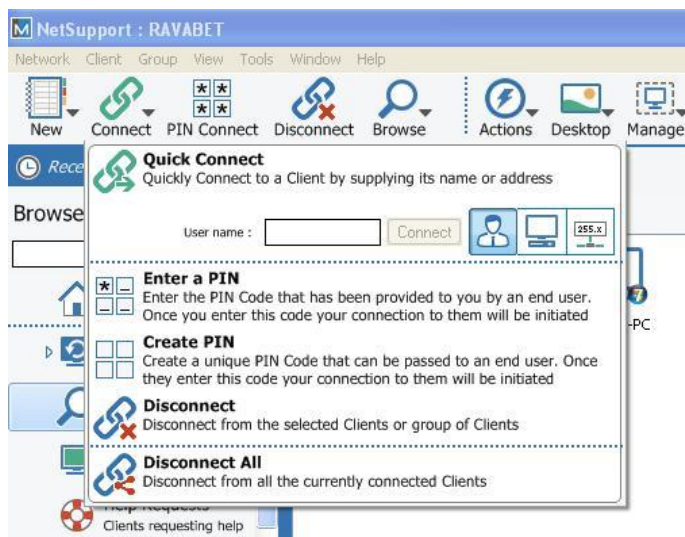 NetSupport : RAVABET
Network Client Group View Tools Window Help
New Connect PIN Connect Disconnect Browse Actions Desktop Manage
Rece
Quick Connect
Quickly Connect to a Client by supplying its name or address
Browse
User name : Connect 255.x
Enter a PIN
Enter the PIN Code that has been provided to you by an end user.
Once you enter this code your connection to them will be initiated
-PC
Create PIN
Create a unique PIN Code that can be passed to an end user. Once
they enter this code your connection to them will be initiated
Disconnect
Disconnect from the selected Clients or group of Clients
Disconnect All
Disconnect from all the currently connected Clients
Help Requests
Clients requesting help